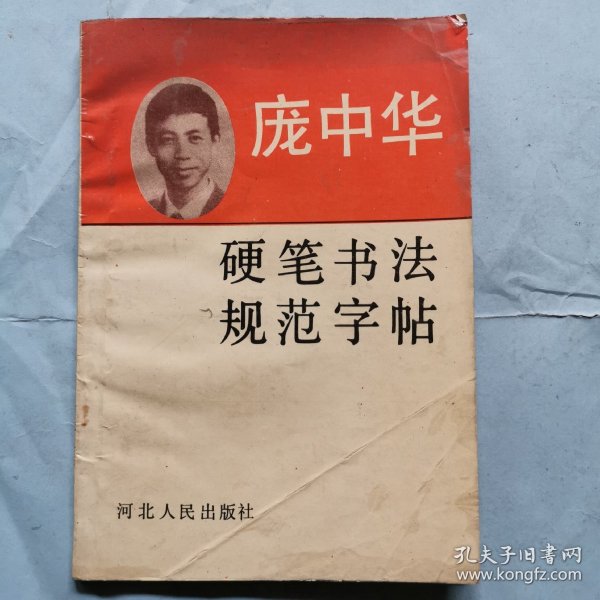 庞中华
硬笔书法
规范字帖
河北人民出版社
孔夫子旧书网
www.kongfz.com